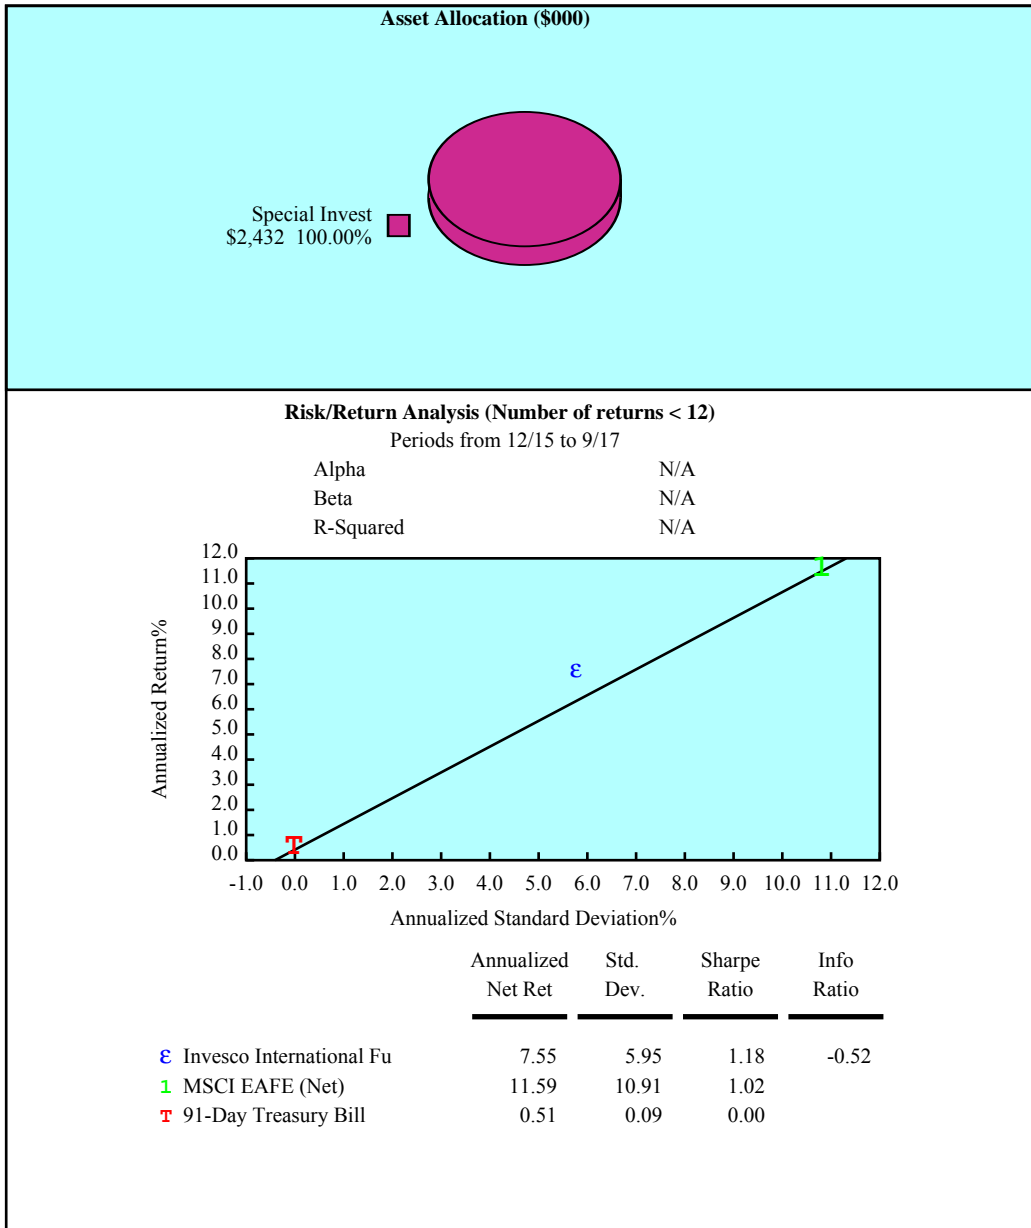 Asset Allocation ($000)
Special Invest
$2,432 100.00%
Risk/Return Analysis (Number of returns < 12)
Periods from 12/15 to 9/17
Alpha N/A
Beta N/A
R-Squared N/A
Annualized Return%
12.0
11.0
10.0
9.0
8.0
7.0
6.0
5.0
4.0
3.0
2.0
1.0
0.0
1
ε
T
-1.0 0.0 1.0 2.0 3.0 4.0 5.0 6.0 7.0 8.0 9.0 10.0 11.0 12.0
Annualized Standard Deviation%
Annualized Std. Sharpe Info
Net Ret Dev. Ratio Ratio
ε Invesco International Fu 7.55 5.95 1.18 -0.52
1 MSCI EAFE (Net) 11.59 10.91 1.02
T 91-Day Treasury Bill 0.51 0.09 0.00